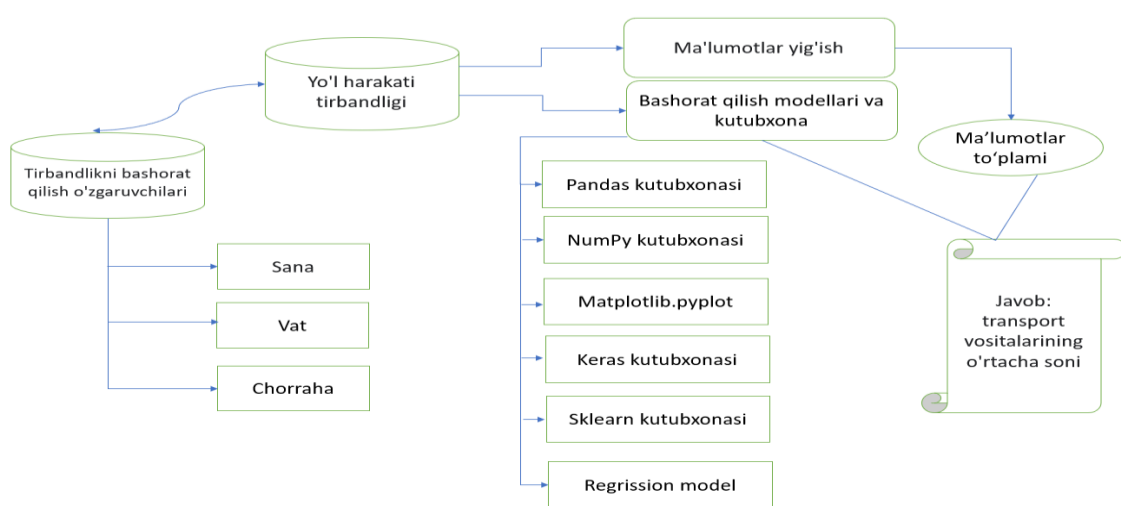 Ma'lumotlar yig'ish
Yo'l harakati
tirbandligi
Bashorat qilish modellari va
kutubxona
Ma’lumotlar
to‘plami
Tirbandlikni bashorat
qilish o'zgaruvchilari
Pandas kutubxonasi
NumPy kutubxonasi
Matplotlib.pyplot
Keras kutubxonasi
Sklearn kutubxonasi
Regrission model
Sana
Vat
Chorraha
Javob:
transport
vositalarining
o'rtacha soni